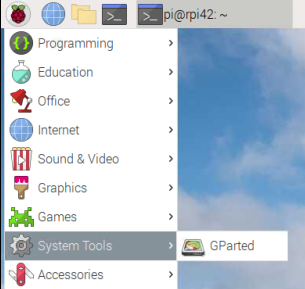 pi@rpi42: ~
Programming
Education
Office
Internet
Sound & Video
Graphics
Games
System Tools
GParted
Accessories